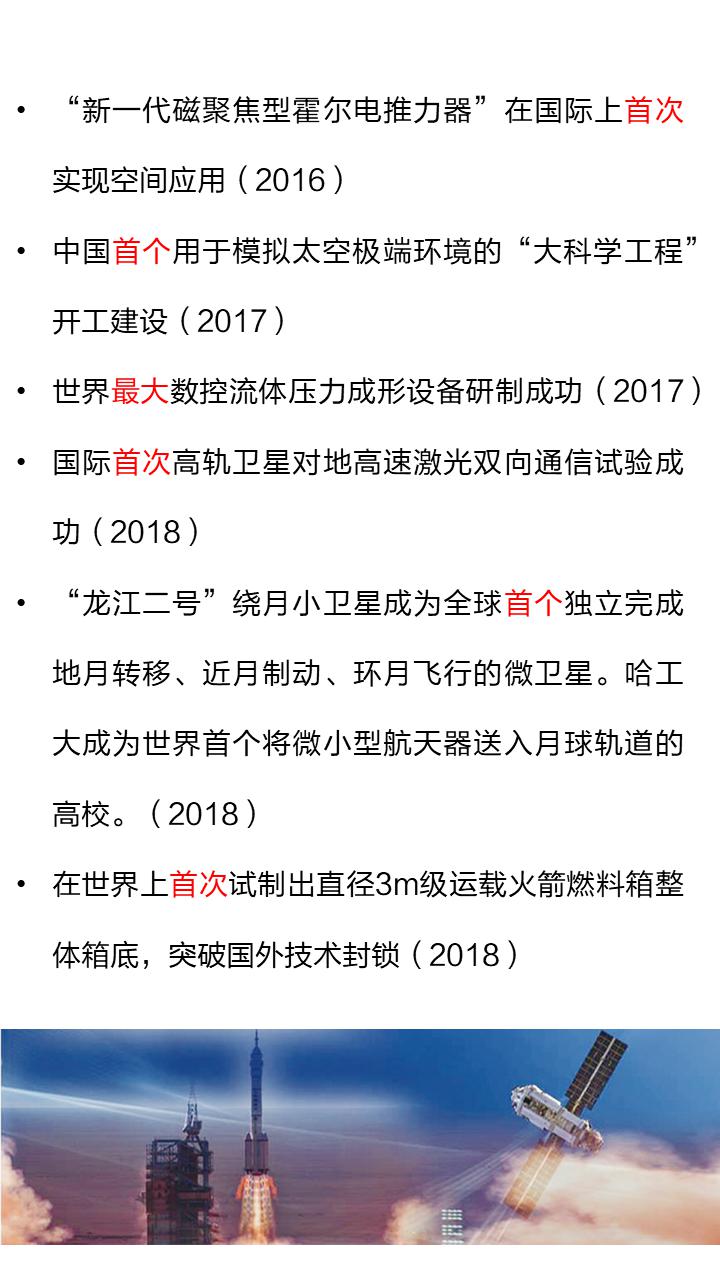 • “新一代磁聚焦型霍尔电推力器”在国际上首次
实现空间应用（2016）
• 中国首个用于模拟太空极端环境的“大科学工程”
开工建设（2017）
• 世界最大数控流体压力成形设备研制成功（2017）
• 国际首次高轨卫星对地高速激光双向通信试验成
功（2018）
• “龙江二号”绕月小卫星成为全球首个独立完成
地月转移、近月制动、环月飞行的微卫星。哈工
大成为世界首个将微小型航天器送入月球轨道的
高校。（2018）
• 在世界上首次试制出直径3m级运载火箭燃料箱整
体箱底，突破国外技术封锁（2018）